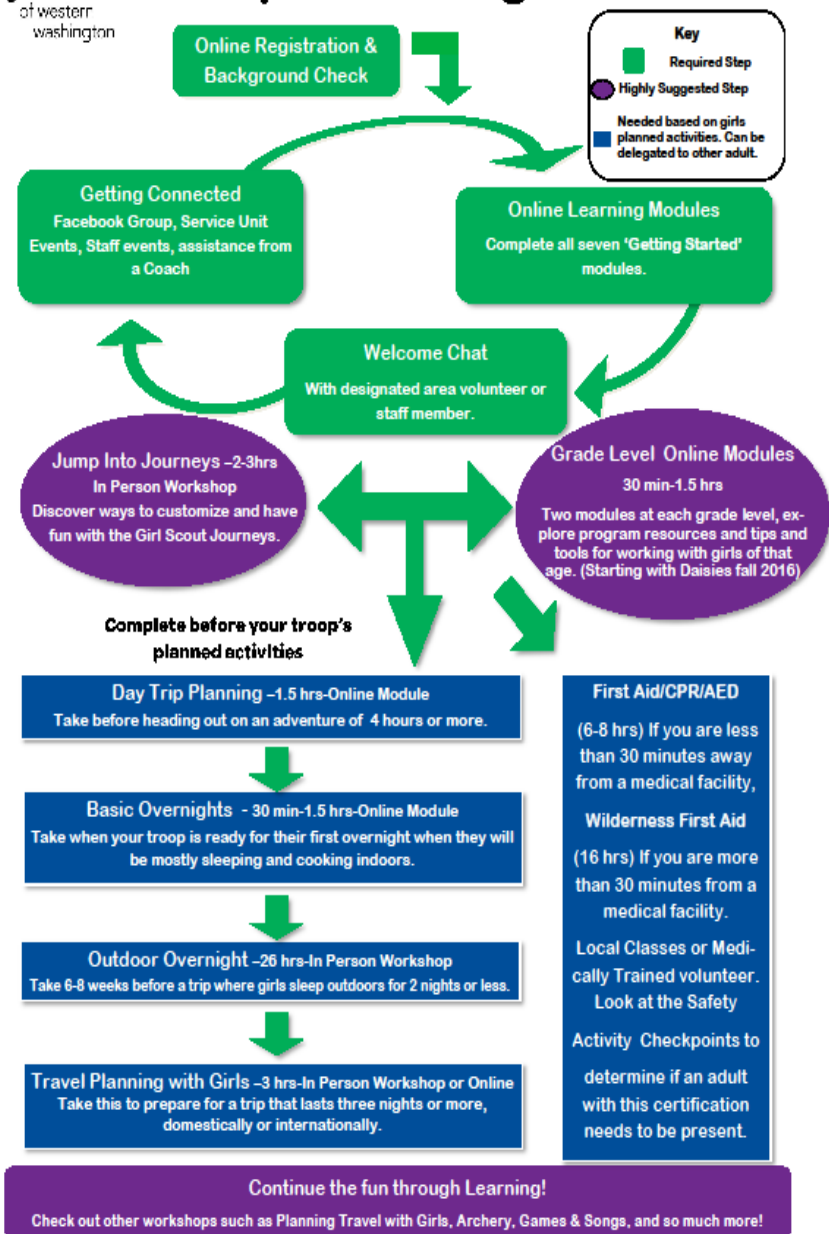 of western
washington
Online Registration &
Background Check
Key
Required Step
Highly Suggested Step
Needed based on girls
planned activities. Can be
delegated to other adult.
Getting Connected
Facebook Group, Service Unit
Events, Staff events, assistance from
a Coach
Online Learning Modules
Complete all seven 'Getting Started'
modules.
Welcome Chat
With designated area volunteer or
staff member.
Jump Into Journeys –2-3hrs
In Person Workshop
Discover ways to customize and have
fun with the Girl Scout Journeys.
Grade Level Online Modules
30 min-1.5 hrs
Two modules at each grade level, ex-
plore program resources and tips and
tools for working with girls of that
age. (Starting with Daisies fall 2016)
Complete before your troop's
planned activities
Day Trip Planning –1.5 hrs-Online Module
Take before heading out on an adventure of 4 hours or more.
Basic Overnights - 30 min-1.5 hrs-Online Module
Take when your troop is ready for their first overnight when they will
be mostly sleeping and cooking indoors.
Outdoor Overnight –26 hrs-In Person Workshop
Take 6-8 weeks before a trip where girls sleep outdoors for 2 nights or less.
Travel Planning with Girls –3 hrs-In Person Workshop or Online
Take this to prepare for a trip that lasts three nights or more,
domestically or internationally.
First Aid/CPR/AED
(6-8 hrs) If you are less
than 30 minutes away
from a medical facility,
Wilderness First Aid
(16 hrs) If you are more
than 30 minutes from a
medical facility.
Local Classes or Medi-
cally Trained volunteer.
Look at the Safety
Activity Checkpoints to
determine if an adult
with this certification
needs to be present.
Continue the fun through Learning!
Check out other workshops such as Planning Travel with Girls, Archery, Games & Songs, and so much more!